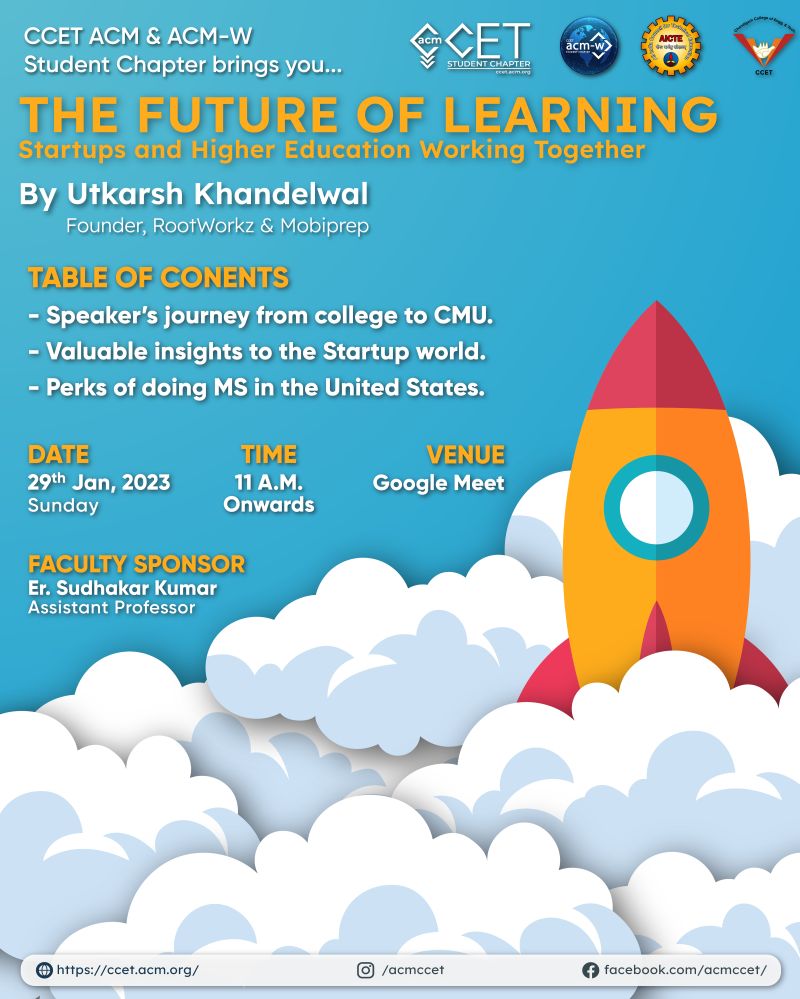 CCET ACM & ACM-W
Student Chapter brings you...
acm CCET
STUDENT CHAPTER
ccet.acm.org
CCET
acm-w
AICTE
CCET
THE FUTURE OF LEARNING
Startups and Higher Education Working Together
By Utkarsh Khandelwal
Founder, RootWorkz & Mobiprep
TABLE OF CONENTS
- Speaker's journey from college to CMU.
- Valuable insights to the Startup world.
- Perks of doing MS in the United States.
DATE TIME VENUE
29th Jan, 2023 11 A.M. Google Meet
Sunday Onwards
FACULTY SPONSOR
Er. Sudhakar Kumar
Assistant Professor
https://ccet.acm.org/ /acmccet facebook.com/acmccet/